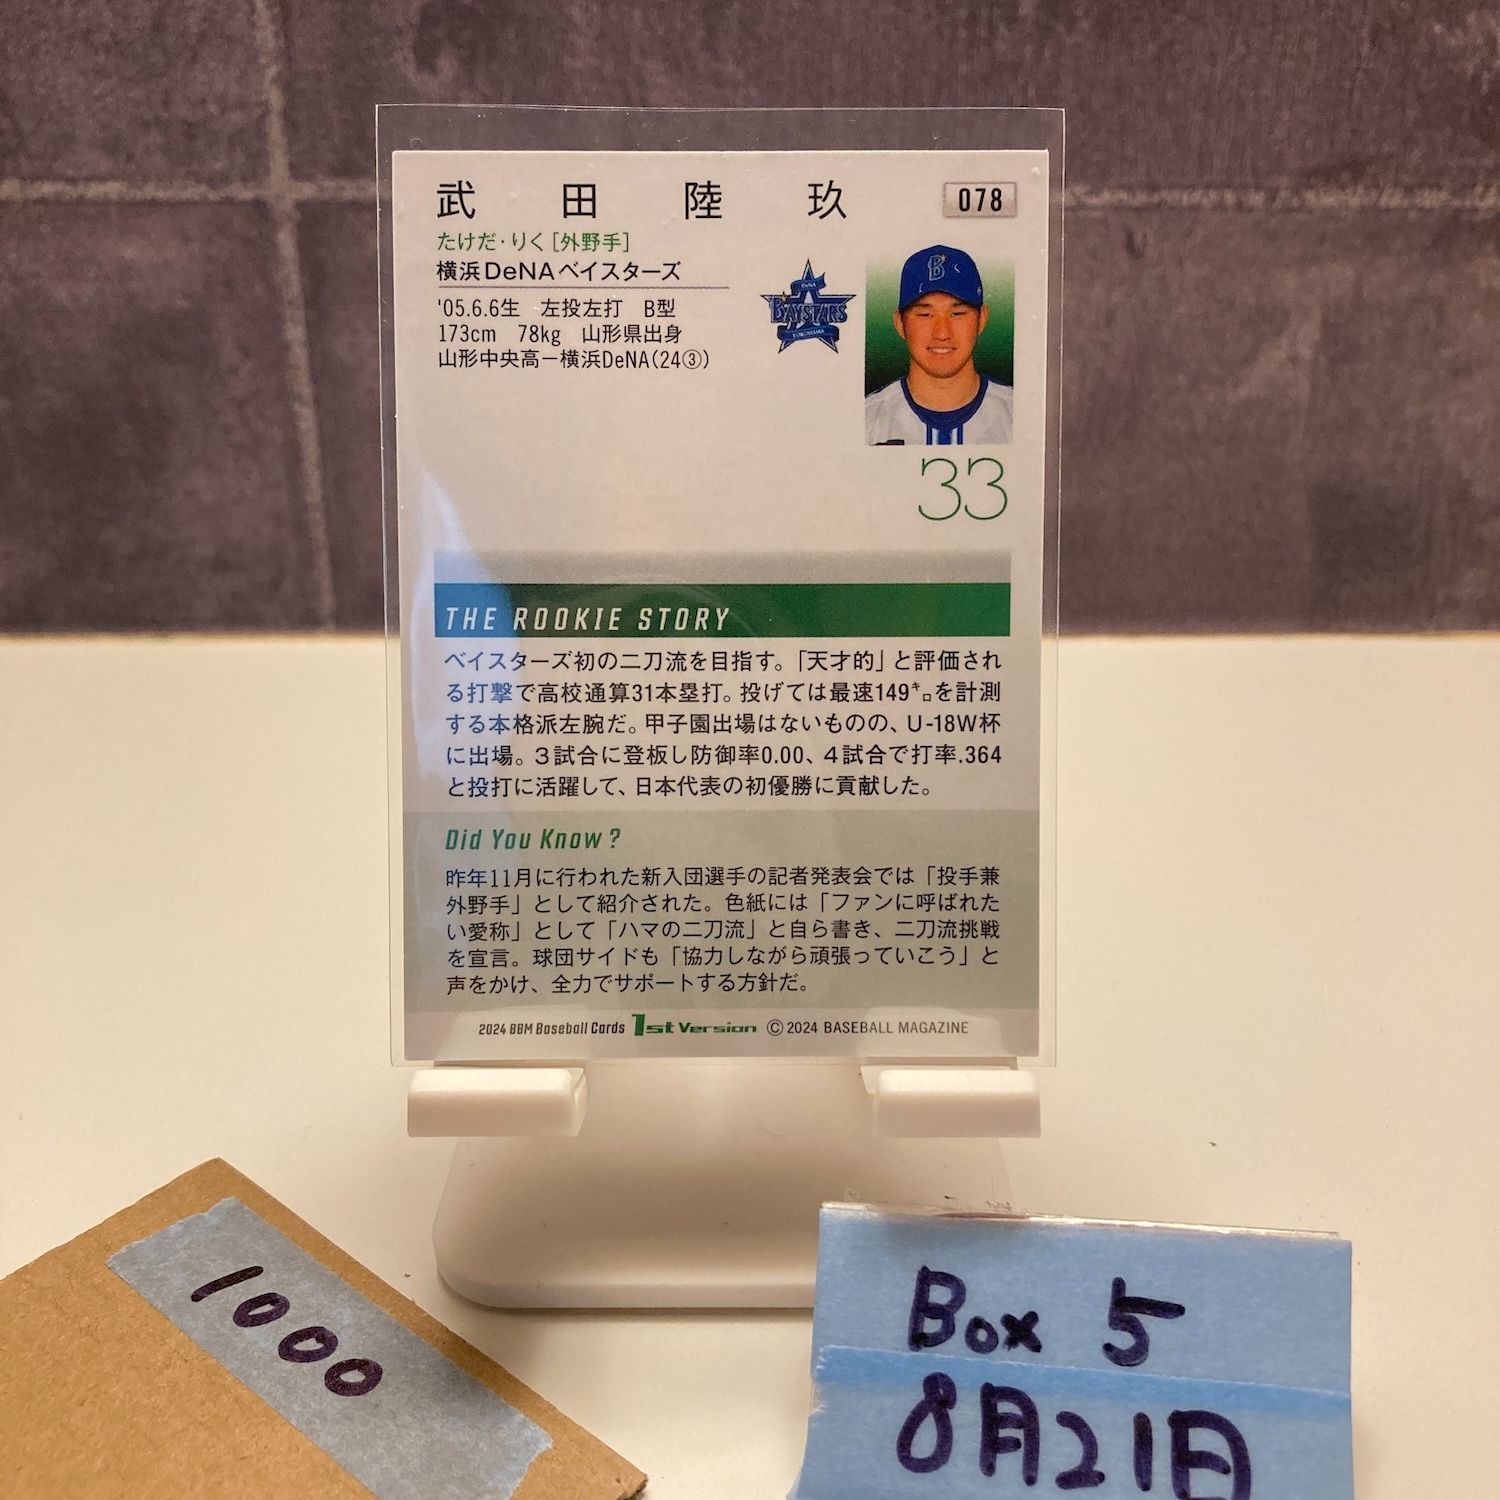 武田陸玖
078
たけだ・りく[外野手]
横浜DeNAベイスターズ
'05.6.6生 左投左打 B型
173cm 78kg 山形県出身
山形中央高ー横浜DeNA(24③)
DeNA
BAYSTARS
YOKOHAMA
B
33
THE ROOKIE STORY
ベイスターズ初の二刀流を目指す。「天才的」と評価され
る打撃で高校通算31本塁打。投げては最速149㌔を計測
する本格派左腕だ。甲子園出場はないものの、U-18W杯
に出場。3試合に登板し防御率0.00、4試合で打率.364
と投打に活躍して、日本代表の初優勝に貢献した。
Did You Know?
昨年11月に行われた新入団選手の記者発表会では「投手兼
外野手」として紹介された。色紙には「ファンに呼ばれた
い愛称」として「ハマの二刀流」と自ら書き、二刀流挑戦
を宣言。球団サイドも「協力しながら頑張っていこう」と
声をかけ、全力でサポートする方針だ。
2024 BBM Baseball Cards 1st Version ©2024 BASEBALL MAGAZINE
1000
Box 5
8月21日